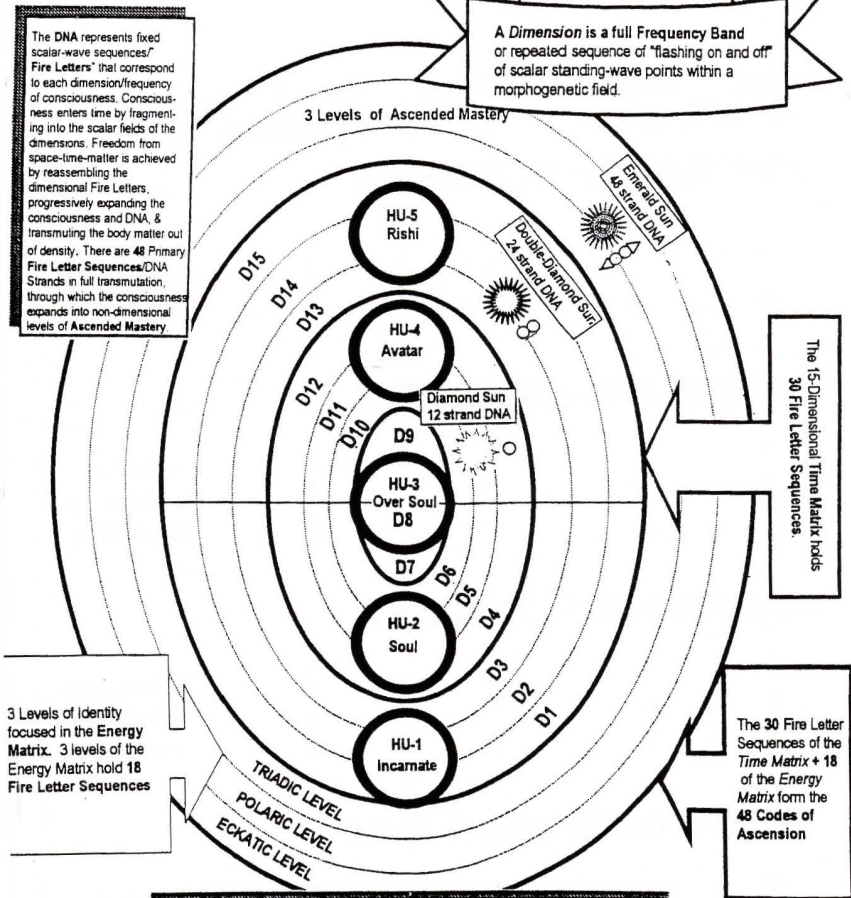 The DNA represents fixed
scalar-wave sequences/"
Fire Letters" that correspond
to each dimension/frequency
of consciousness. Conscious-
ness enters time by fragment-
ing into the scalar fields of the
dimensions. Freedom from
space-time-matter is achieved
by reassembling the
dimensional Fire Letters,
progressively expanding the
consciousness and DNA, &
transmuting the body matter out
of density. There are 48 Primary
Fire Letter Sequences/DNA
Strands in full transmutation,
through which the consciousness
expands into non-dimensional
levels of Ascended Mastery.
A Dimension is a full Frequency Band
or repeated sequence of "flashing on and off"
of scalar standing-wave points within a
morphogenetic field.
3 Levels of Ascended Mastery
Emerald Sun
48 strand DNA
HU-5
Rishi
Double-Diamond Sun
24 strand DNA
D15
D14
D13
HU-4
Avatar
D12
D11
D10
Diamond Sun
12 strand DNA
D9
HU-3
Over Soul
D8
D7
D6
D5
D4
HU-2
Soul
D3
D2
D1
HU-1
Incarnate
TRIADIC LEVEL
POLARIC LEVEL
ECKATIC LEVEL
The 15-Dimensional Time Matrix holds
30 Fire Letter Sequences.
3 Levels of Identity
focused in the Energy
Matrix. 3 levels of the
Energy Matrix hold 18
Fire Letter Sequences
The 30 Fire Letter
Sequences of the
Time Matrix + 18
of the Energy
Matrix form the
48 Codes of
Ascension